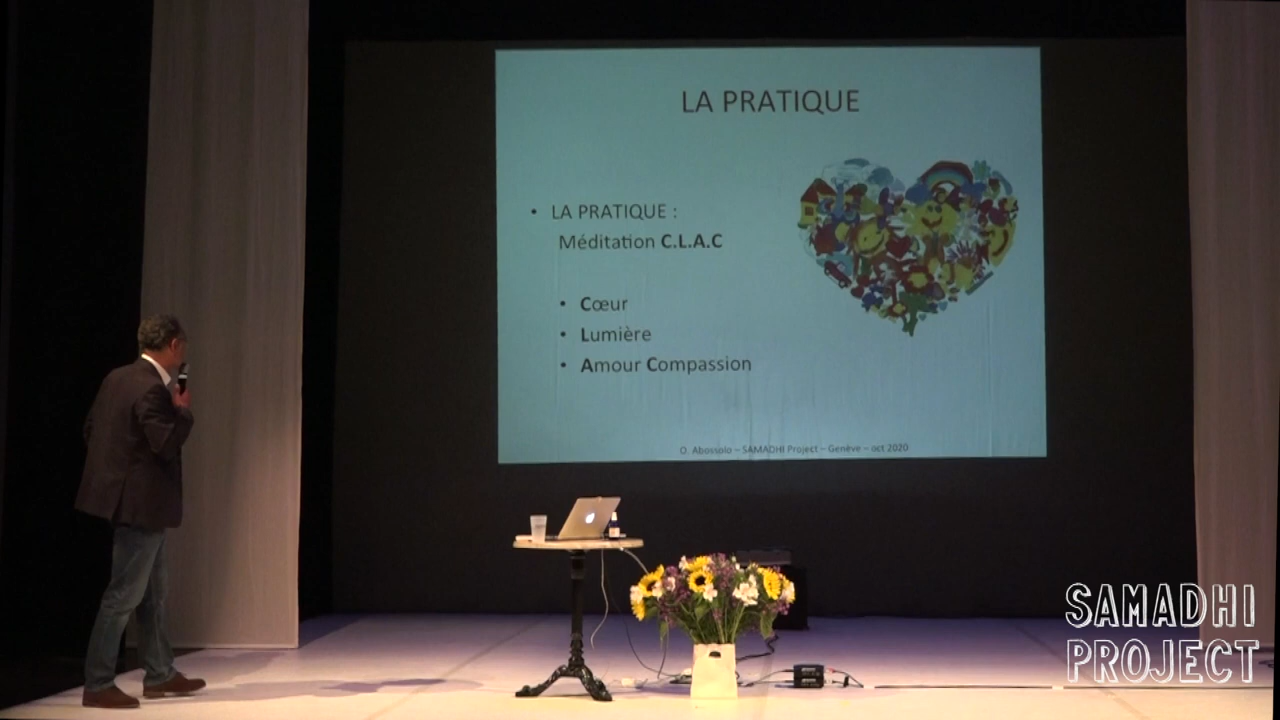 LA PRATIQUE
• LA PRATIQUE :
Méditation C.L.A.C
• Cœur
• Lumière
• Amour Compassion
O. Abossolo – SAMADHI Project – Genève – oct 2020
SAMADHI
PROJECT